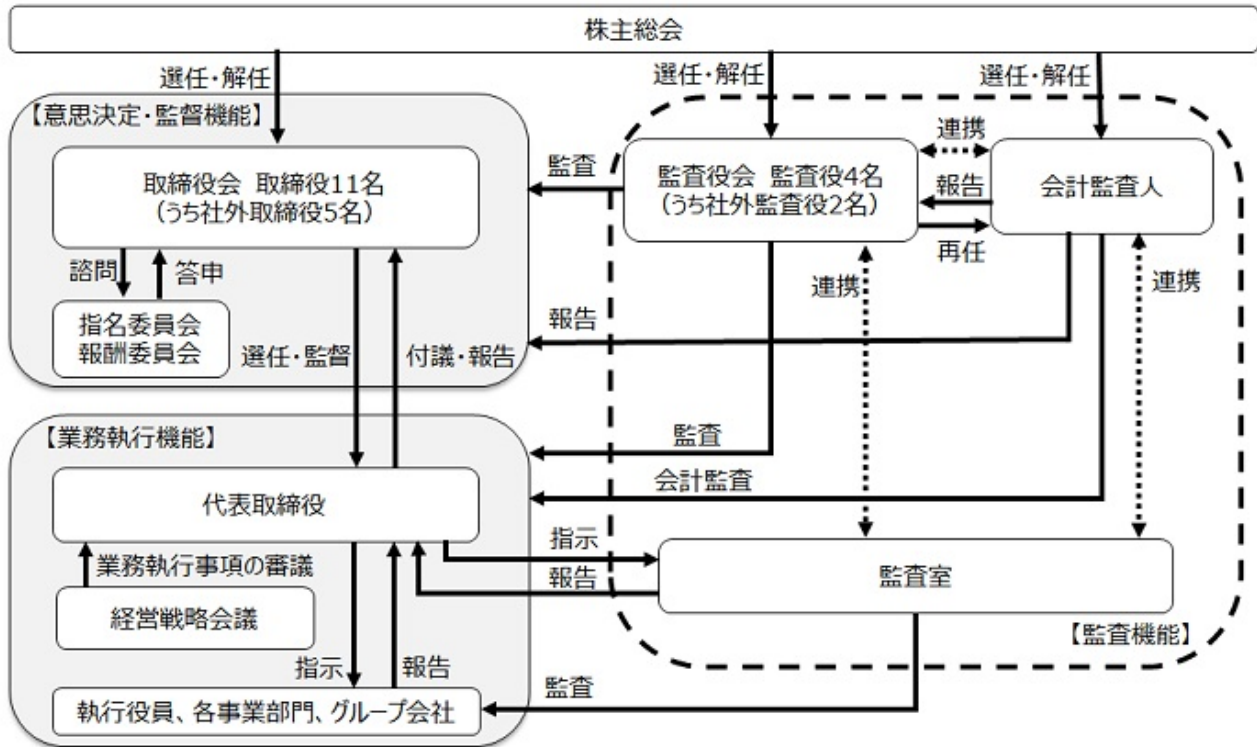 株主総会
選任・解任
選任・解任
選任・解任
【意思決定・監督機能】
取締役会 取締役11名
（うち社外取締役5名）
諮問
答申
指名委員会
報酬委員会
選任・監督
付議・報告
監査
監査役会 監査役4名
（うち社外監査役2名）
連携
報告
再任
会計監査人
連携
連携
報告
【業務執行機能】
監査
会計監査
代表取締役
業務執行事項の審議
経営戦略会議
指示
報告
監査室
【監査機能】
指示
報告
監査
執行役員、各事業部門、グループ会社